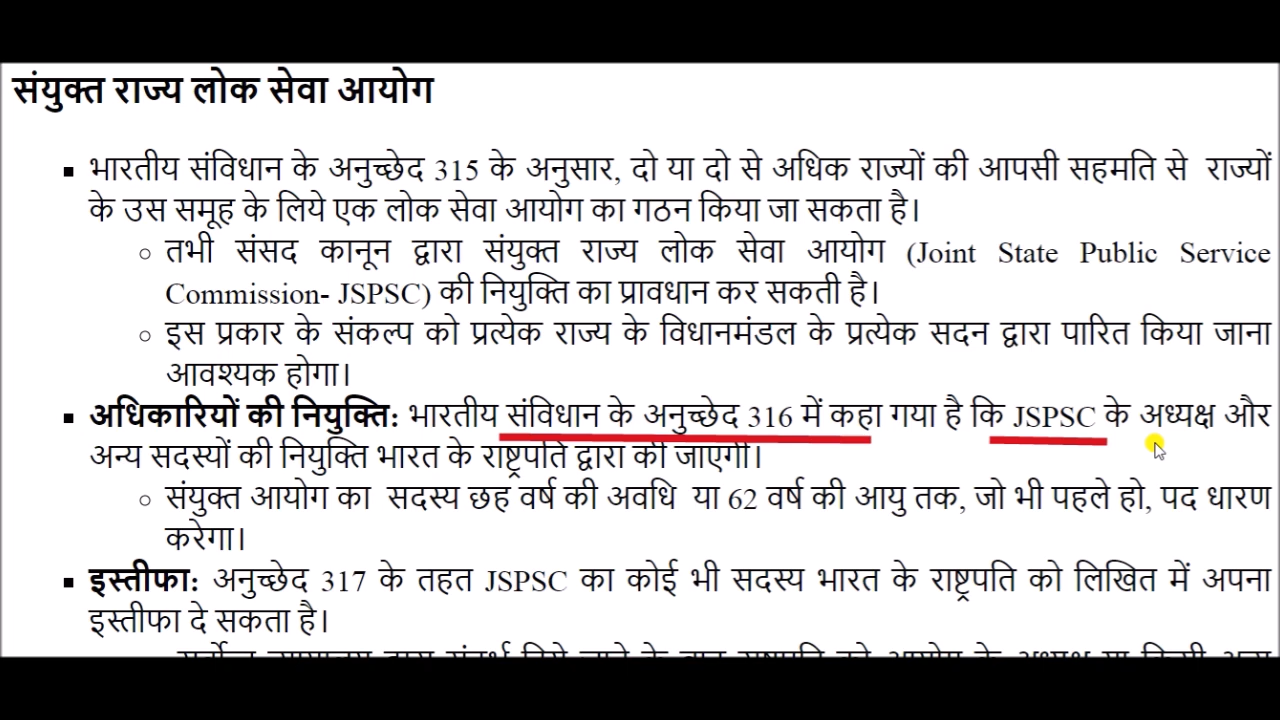 संयुक्त राज्य लोक सेवा आयोग
▪ भारतीय संविधान के अनुच्छेद 315 के अनुसार, दो या दो से अधिक राज्यों की आपसी सहमति से राज्यों
के उस समूह के लिये एक लोक सेवा आयोग का गठन किया जा सकता है।
○ तभी संसद कानून द्वारा संयुक्त राज्य लोक सेवा आयोग (Joint State Public Service
Commission- JSPSC) की नियुक्ति का प्रावधान कर सकती है।
○ इस प्रकार के संकल्प को प्रत्येक राज्य के विधानमंडल के प्रत्येक सदन द्वारा पारित किया जाना
आवश्यक होगा।
▪ अधिकारियों की नियुक्ति: भारतीय संविधान के अनुच्छेद 316 में कहा गया है कि JSPSC के अध्यक्ष और
अन्य सदस्यों की नियुक्ति भारत के राष्ट्रपति द्वारा की जाएगी।
○ संयुक्त आयोग का सदस्य छह वर्ष की अवधि या 62 वर्ष की आयु तक, जो भी पहले हो, पद धारण
करेगा।
▪ इस्तीफा: अनुच्छेद 317 के तहत JSPSC का कोई भी सदस्य भारत के राष्ट्रपति को लिखित में अपना
इस्तीफा दे सकता है।